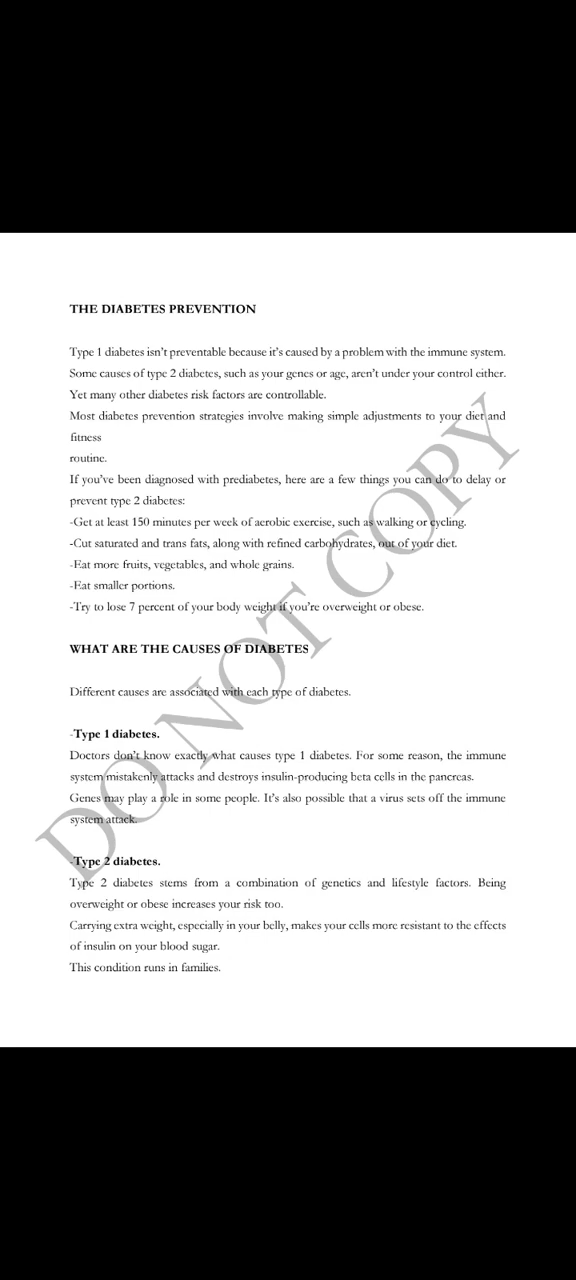 THE DIABETES PREVENTION
Type 1 diabetes isn't preventable because it's caused by a problem with the immune system.
Some causes of type 2 diabetes, such as your genes or age, aren't under your control either.
Yet many other diabetes risk factors are controllable.
Most diabetes prevention strategies involve making simple adjustments to your diet and
fitness
routine.
If you've been diagnosed with prediabetes, here are a few things you can do to delay or
prevent type 2 diabetes:
-Get at least 150 minutes per week of aerobic exercise, such as walking or cycling.
-Cut saturated and trans fats, along with refined carbohydrates, out of your diet.
-Eat more fruits, vegetables, and whole grains.
-Eat smaller portions.
-Try to lose 7 percent of your body weight if you're overweight or obese.
WHAT ARE THE CAUSES OF DIABETES
Different causes are associated with each type of diabetes.
-Type 1 diabetes.
Doctors don't know exactly what causes type 1 diabetes. For some reason, the immune
system mistakenly attacks and destroys insulin-producing beta cells in the pancreas.
Genes may play a role in some people. It's also possible that a virus sets off the immune
system attack.
-Type 2 diabetes.
Type 2 diabetes stems from a combination of genetics and lifestyle factors. Being
overweight or obese increases your risk too.
Carrying extra weight, especially in your belly, makes your cells more resistant to the effects
of insulin on your blood sugar.
This condition runs in families.
DO NOT COPY